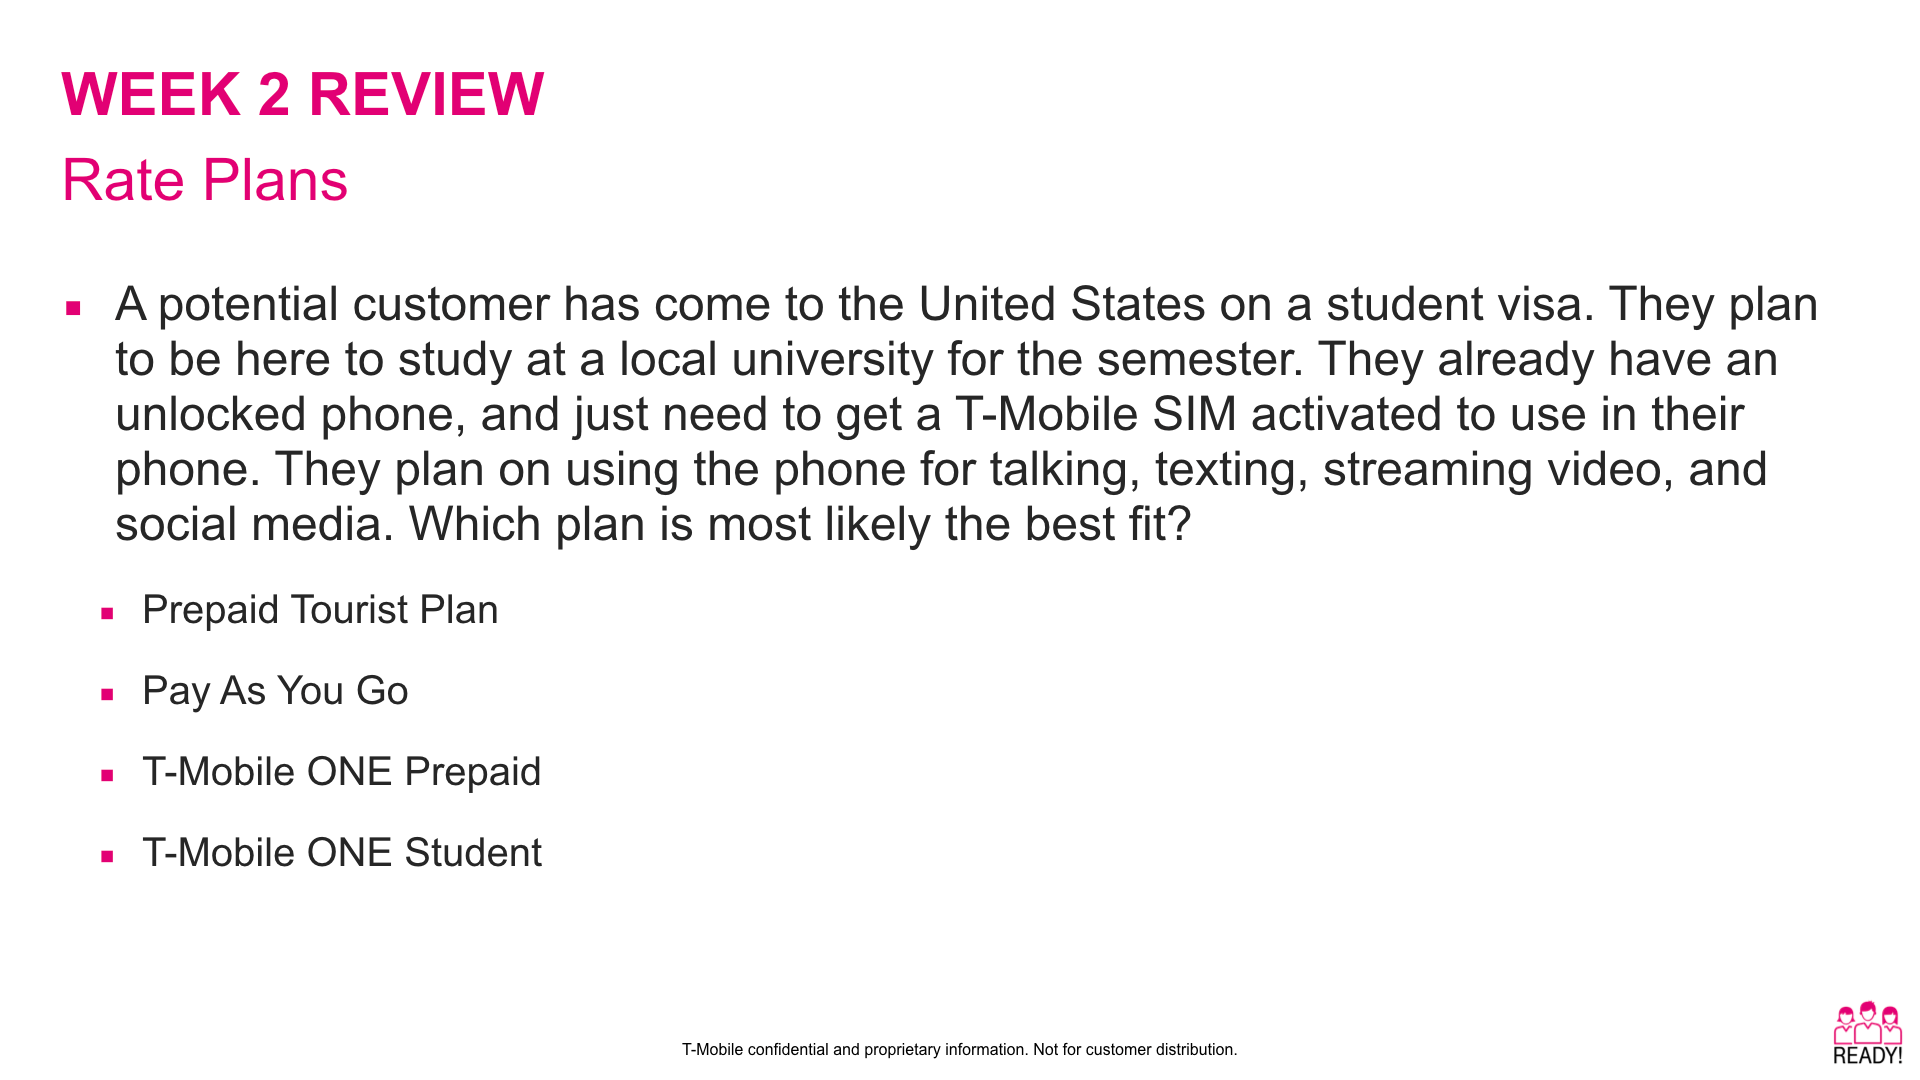 WEEK 2 REVIEW
Rate Plans
A potential customer has come to the United States on a student visa. They plan
to be here to study at a local university for the semester. They already have an
unlocked phone, and just need to get a T-Mobile SIM activated to use in their
phone. They plan on using the phone for talking, texting, streaming video, and
social media. Which plan is most likely the best fit?
Prepaid Tourist Plan
Pay As You Go
T-Mobile ONE Prepaid
T-Mobile ONE Student
T-Mobile confidential and proprietary information. Not for customer distribution.
READY!